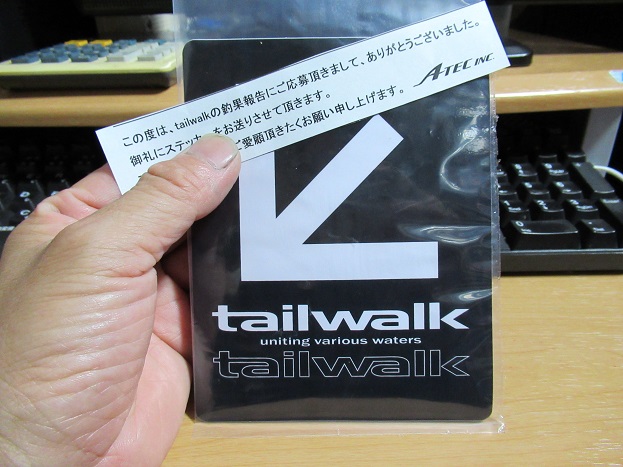 この度は、tailwalkの釣果報告にご応募頂きまして、ありがとうございました。
御礼にステッカーをお送りさせて頂きます。
ご愛願頂きたくお願い申し上げます。
A-TEC INC.
tailwalk
uniting various waters
tailwalk